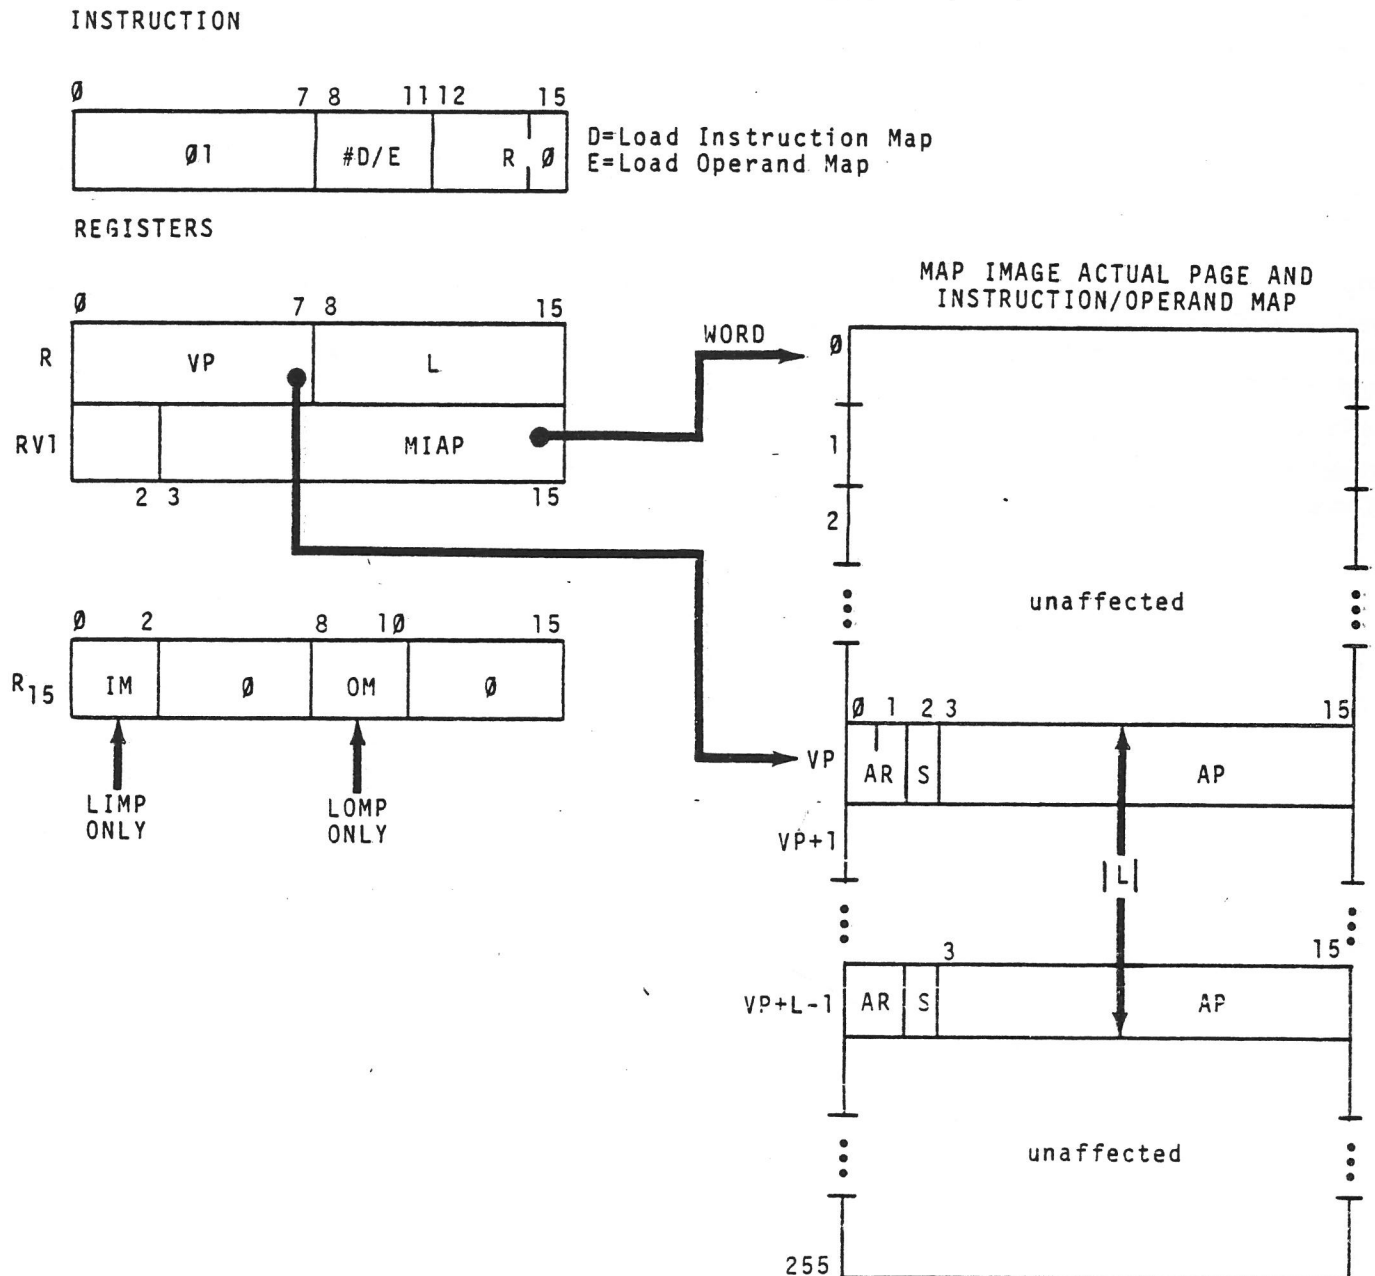 INSTRUCTION
Ø 7 8 11 12 15
Ø1 #D/E R Ø
D=Load Instruction Map
E=Load Operand Map
REGISTERS
MAP IMAGE ACTUAL PAGE AND
INSTRUCTION/OPERAND MAP
Ø 7 8 15
R VP L
WORD
Ø
RV1 MIAP
1
2 3 15
2
unaffected
Ø 2 8 1Ø 15
R15 IM Ø OM Ø
LIMP
ONLY
LOMP
ONLY
Ø 1 2 3 15
VP AR S AP
VP+1
|L|
3 15
VP+L-1 AR S AP
unaffected
255